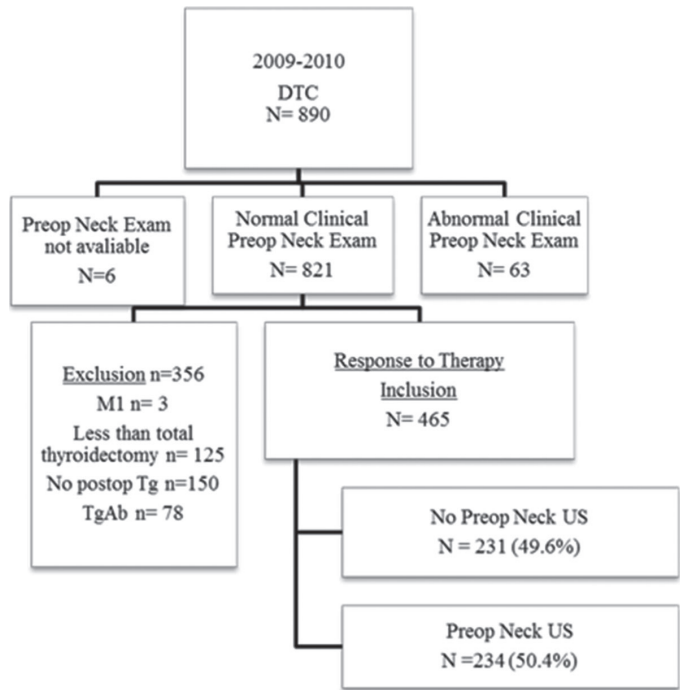 2009-2010
DTC
N= 890
Preop Neck Exam
not avaliable
N=6
Normal Clinical
Preop Neck Exam
N= 821
Abnormal Clinical
Preop Neck Exam
N= 63
Exclusion n=356
M1 n= 3
Less than total
thyroidectomy n= 125
No postop Tg n=150
TgAb n= 78
Response to Therapy
Inclusion
N= 465
No Preop Neck US
N = 231 (49.6%)
Preop Neck US
N =234 (50.4%)